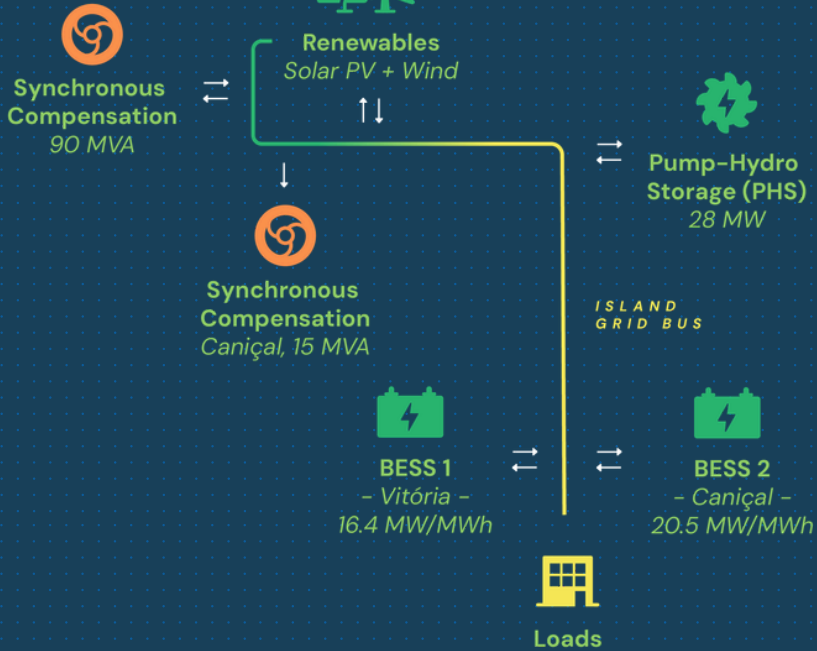 Renewables
Solar PV + Wind
Synchronous
Compensation
90 MVA
Pump-Hydro
Storage (PHS)
28 MW
Synchronous
Compensation
Caniçal, 15 MVA
ISLAND
GRID BUS
BESS 1
- Vitória -
16.4 MW/MWh
BESS 2
- Caniçal -
20.5 MW/MWh
Loads